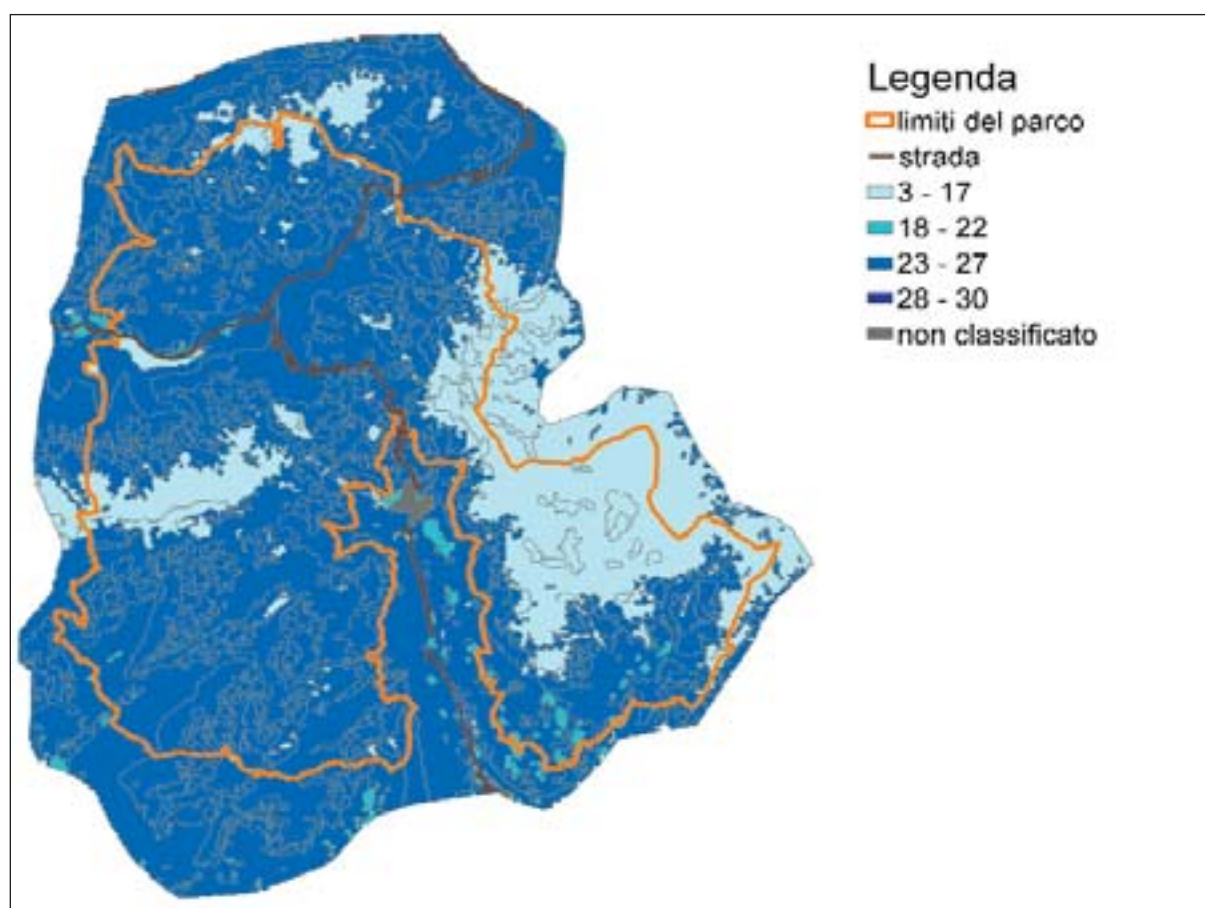 Legenda
limiti del parco
strada
3 - 17
18 - 22
23 - 27
28 - 30
non classificato